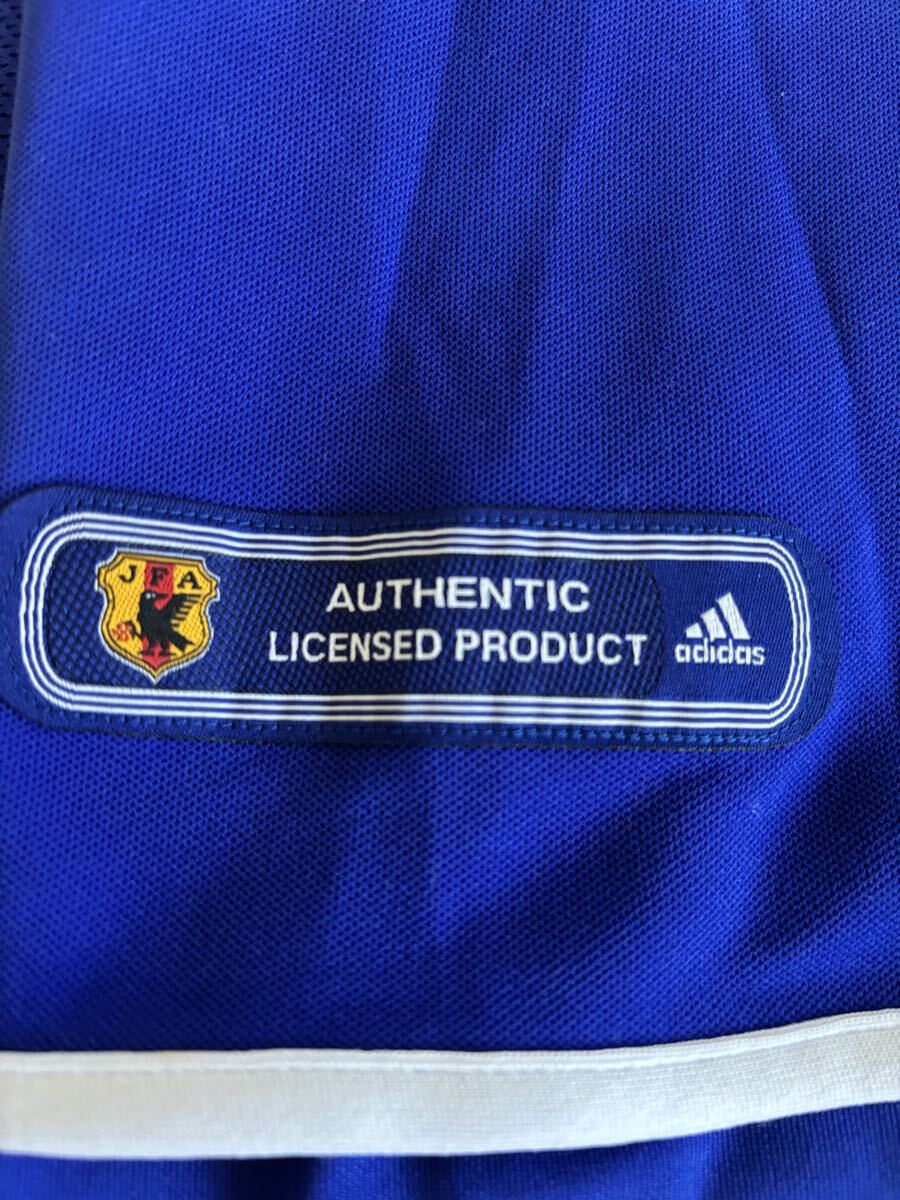 JFA
AUTHENTIC
LICENSED PRODUCT
adidas